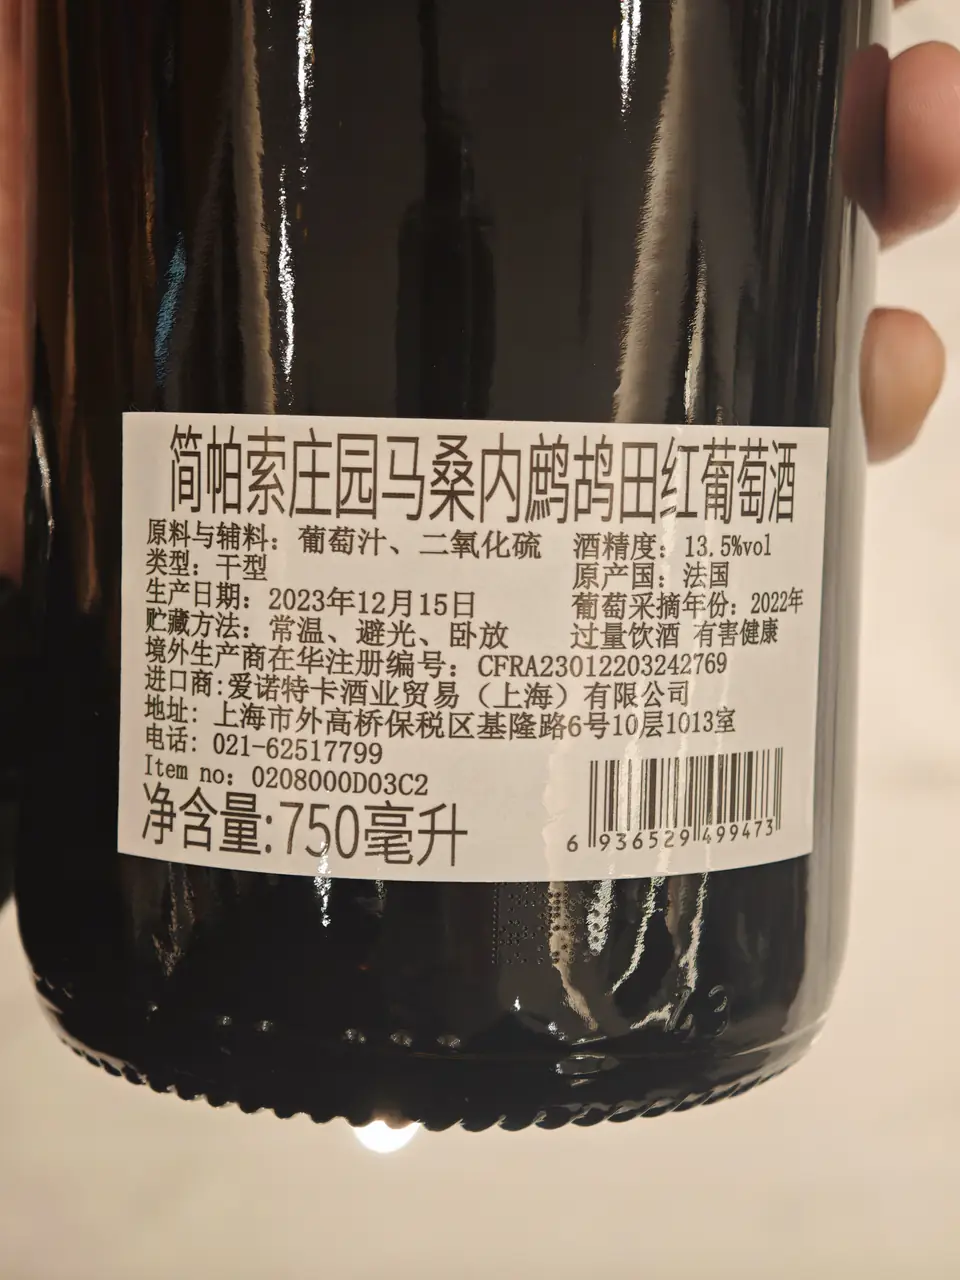 简帕索庄园马桑内鹧鸪田红葡萄酒
原料与辅料：葡萄汁、二氧化硫 酒精度：13.5%vol
类型：干型 原产国：法国
生产日期：2023年12月15日 葡萄采摘年份：2022年
贮藏方法：常温、避光、卧放 过量饮酒 有害健康
境外生产商在华注册编号：CFRA23012203242769
进口商:爱诺特卡酒业贸易（上海）有限公司
地址：上海市外高桥保税区基隆路6号10层1013室
电话：021-62517799
Item no：0208000D03C2
净含量:750毫升
6 936529 499473